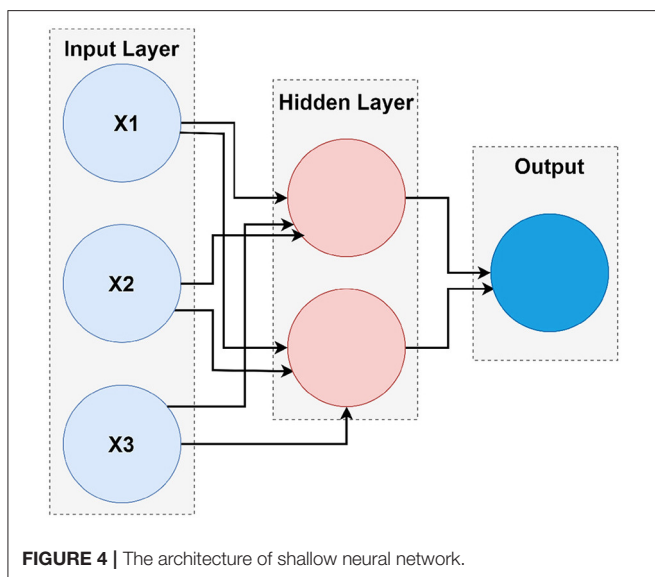 Input Layer
X1
X2
X3
Hidden Layer
Output
FIGURE 4 | The architecture of shallow neural network.